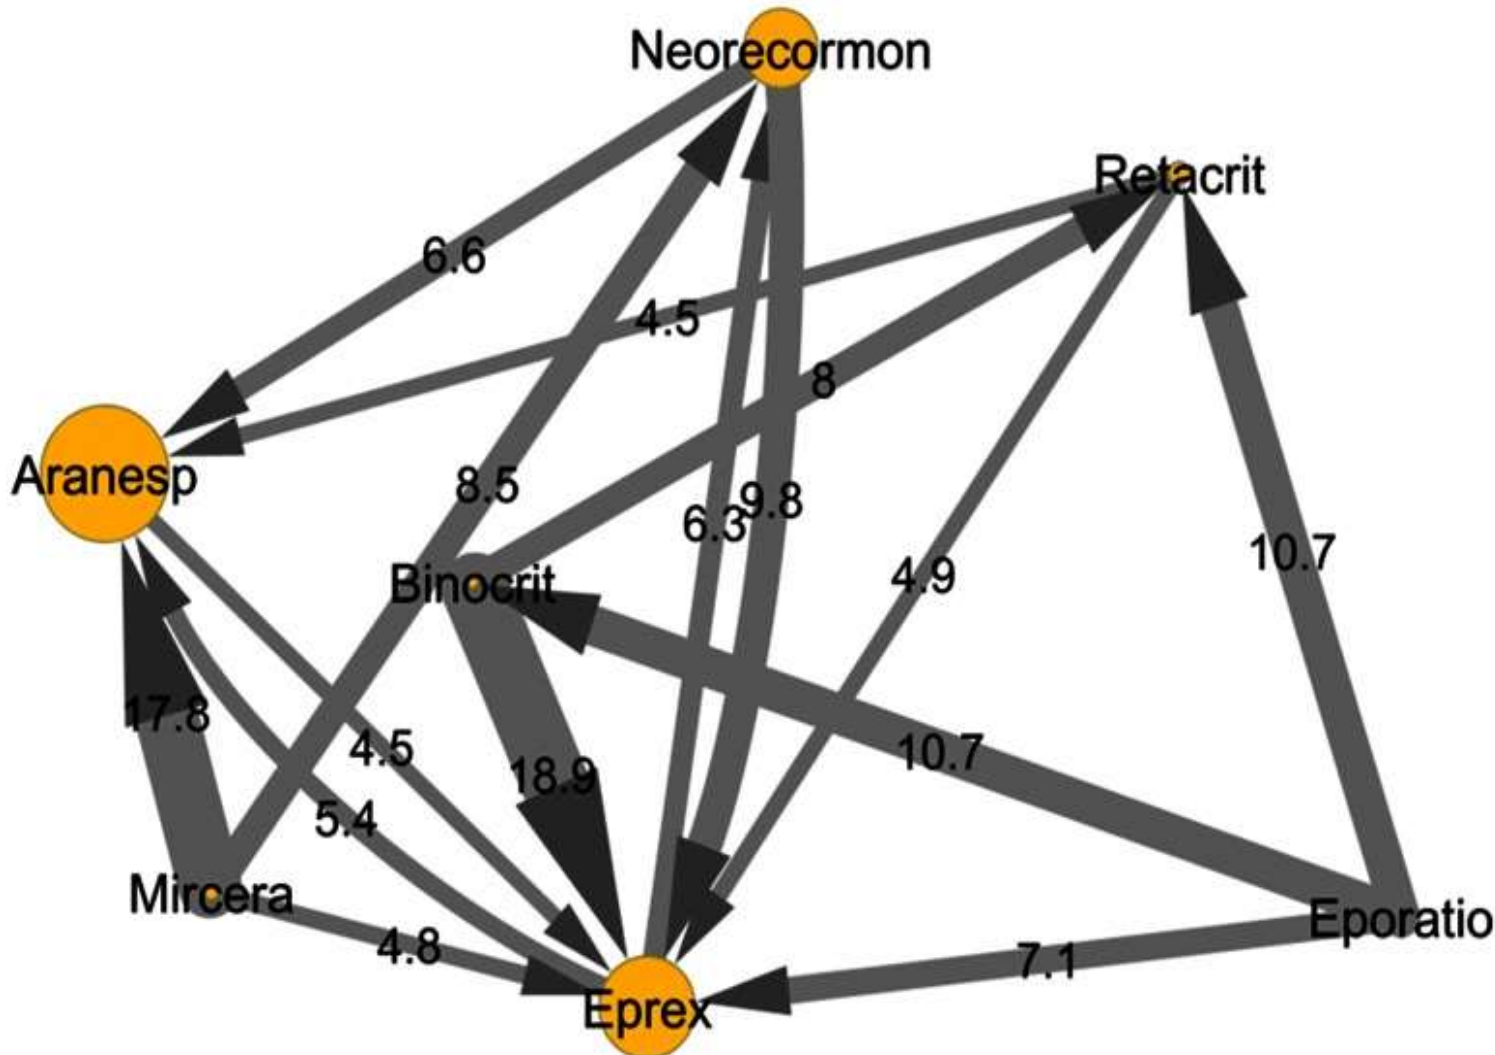 Neorecormon
Retacrit
6.6
4.5
8
Aranesp
8.5
6.3
9.8
10.7
4.9
Binocrit
17.8
4.5
18.9
10.7
5.4
Mircera
4.8
Eporatio
7.1
Eprex